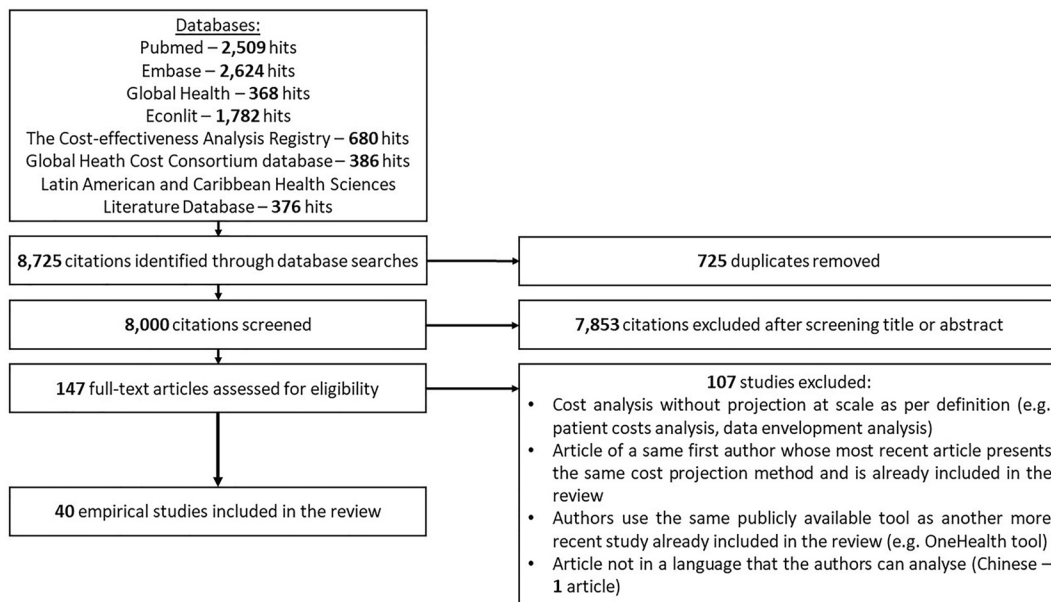 Databases:
Pubmed – 2,509 hits
Embase – 2,624 hits
Global Health – 368 hits
Econlit – 1,782 hits
The Cost-effectiveness Analysis Registry – 680 hits
Global Heath Cost Consortium database – 386 hits
Latin American and Caribbean Health Sciences
Literature Database – 376 hits
8,725 citations identified through database searches
725 duplicates removed
8,000 citations screened
7,853 citations excluded after screening title or abstract
147 full-text articles assessed for eligibility
107 studies excluded:
• Cost analysis without projection at scale as per definition (e.g.
patient costs analysis, data envelopment analysis)
• Article of a same first author whose most recent article presents
the same cost projection method and is already included in the
review
• Authors use the same publicly available tool as another more
recent study already included in the review (e.g. OneHealth tool)
• Article not in a language that the authors can analyse (Chinese –
1 article)
40 empirical studies included in the review